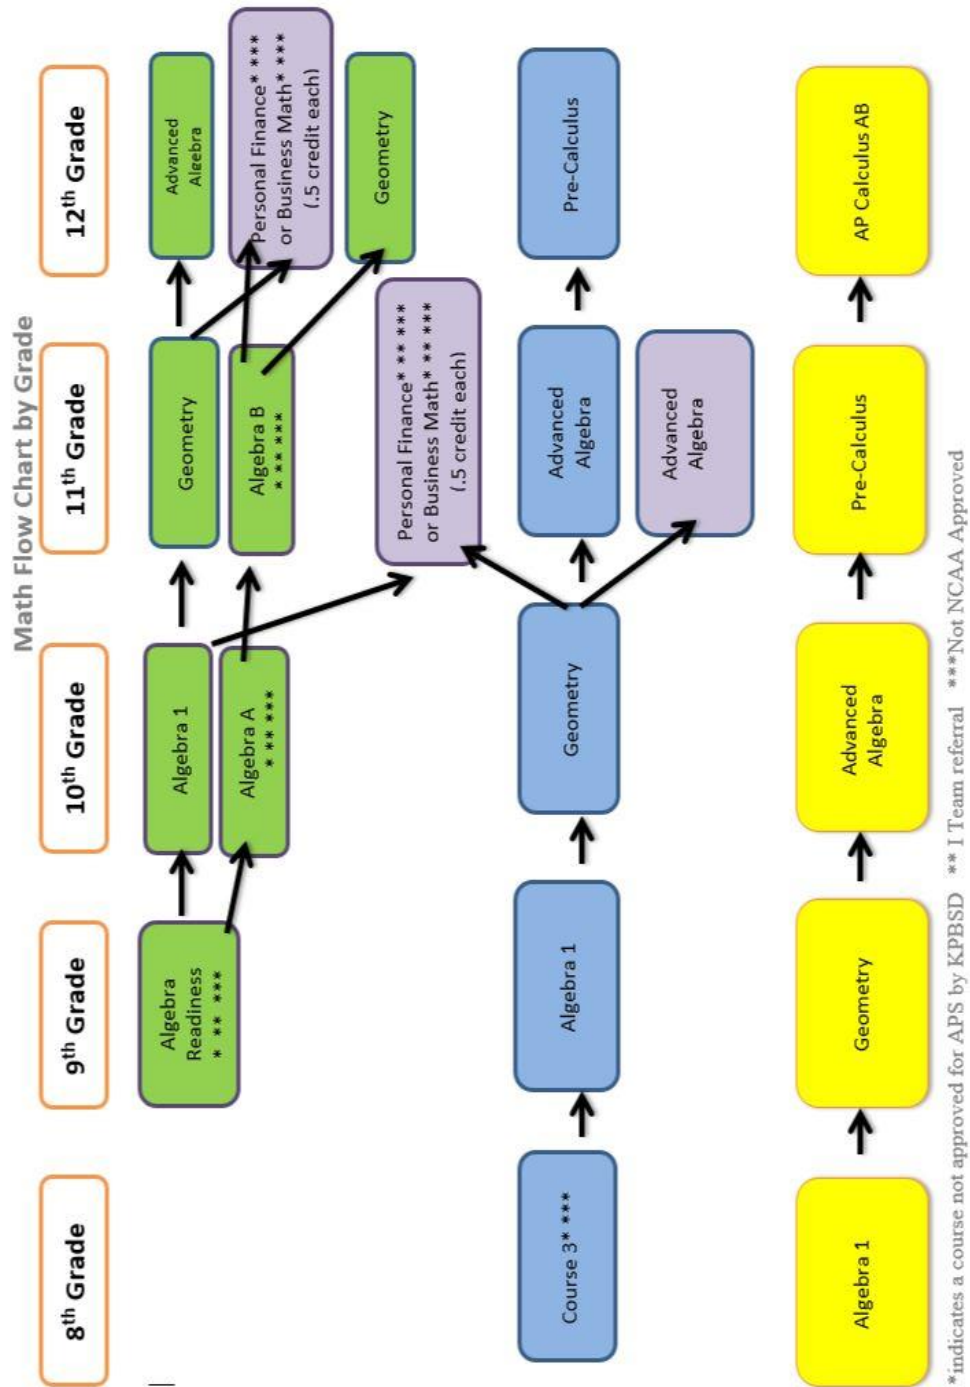 Math Flow Chart by Grade
8th Grade
9th Grade
10th Grade
11th Grade
12th Grade
Algebra
Readiness
* ** ***
Algebra 1
Algebra A
* ** ***
Geometry
Algebra B
* ** ***
Advanced
Algebra
Personal Finance* ***
or Business Math* ***
(.5 credit each)
Geometry
Personal Finance* ** ***
or Business Math* ** ***
(.5 credit each)
Course 3* ***
Algebra 1
Geometry
Advanced
Algebra
Pre-Calculus
Advanced
Algebra
Algebra 1
Geometry
Advanced
Algebra
Pre-Calculus
AP Calculus AB
*indicates a course not approved for APS by KPBSD ** I Team referral ***Not NCAA Approved